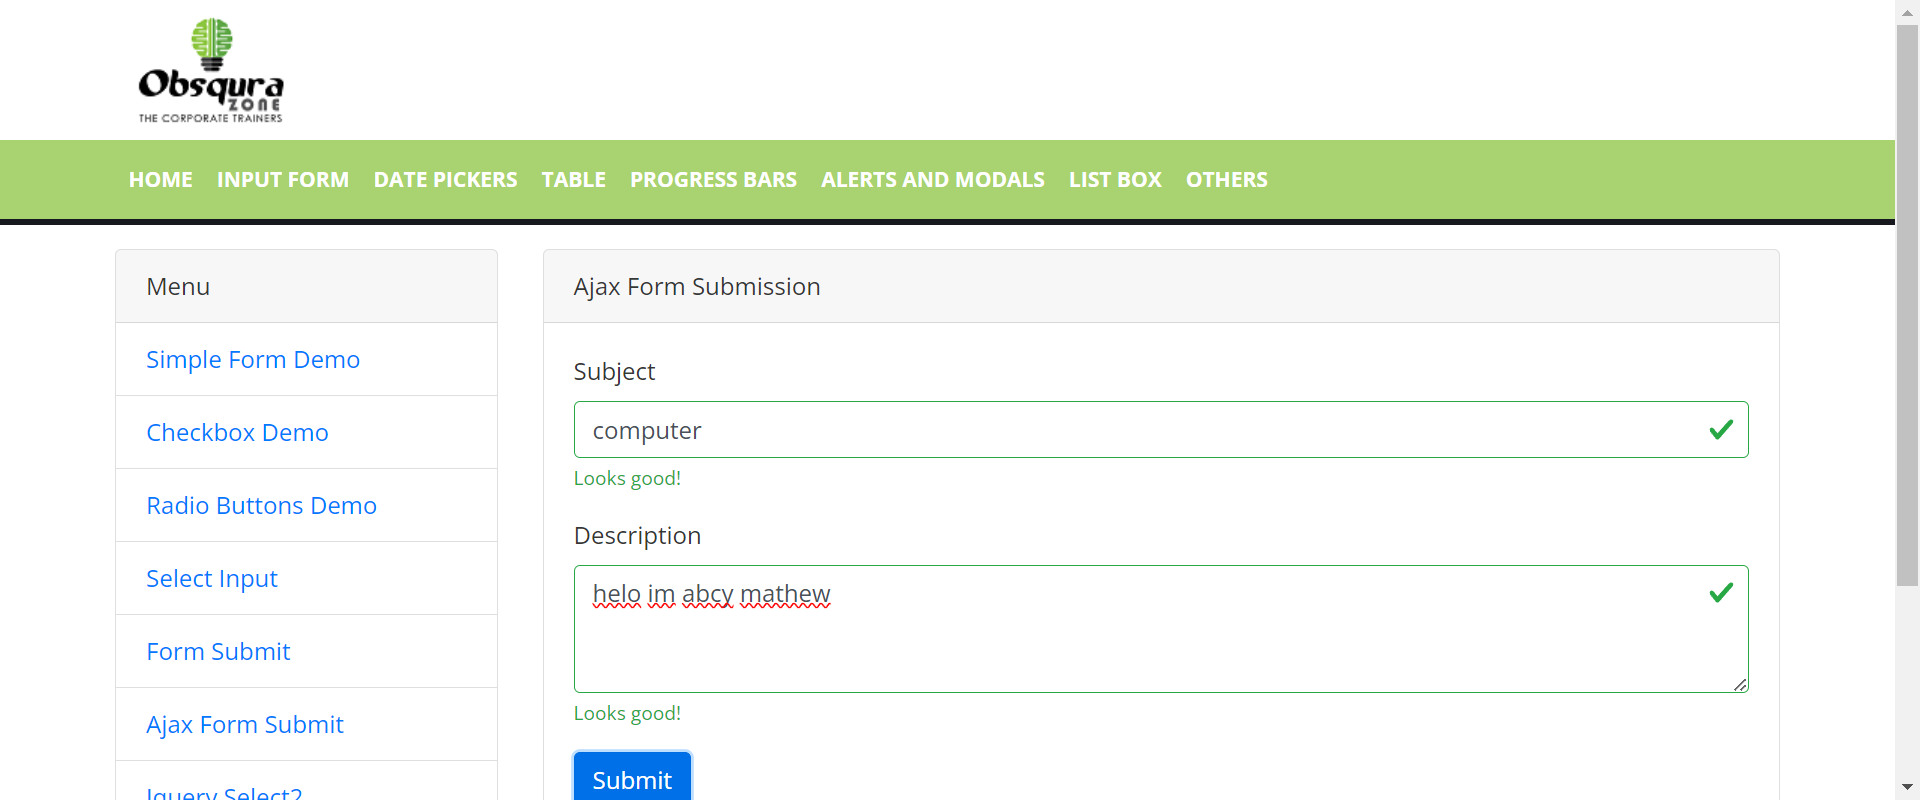 Obsqura
ZONE
THE CORPORATE TRAINERS
HOME INPUT FORM DATE PICKERS TABLE PROGRESS BARS ALERTS AND MODALS LIST BOX OTHERS
Menu
Simple Form Demo
Checkbox Demo
Radio Buttons Demo
Select Input
Form Submit
Ajax Form Submit
Jquery Select2
Ajax Form Submission
Subject
computer
Looks good!
Description
helo im abcy mathew
Looks good!
Submit